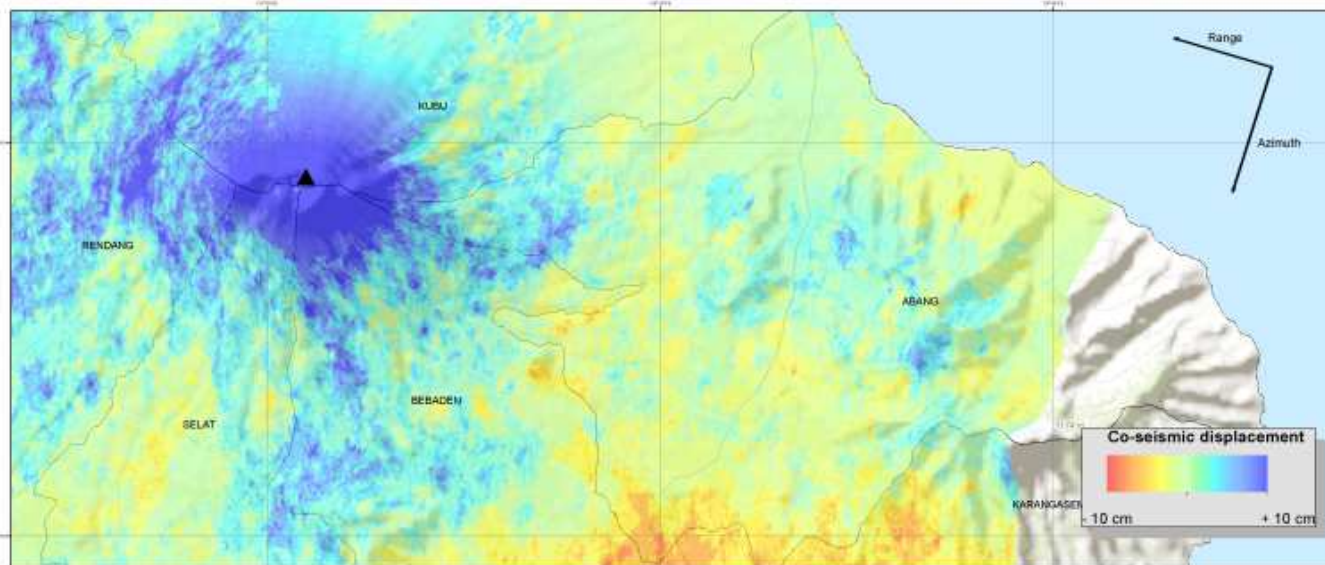 Range
Azimuth
KUBU
RENDANG
ABANG
BEBADEN
SELAT
Co-seismic displacement
KARANGASEM
- 10 cm
+ 10 cm